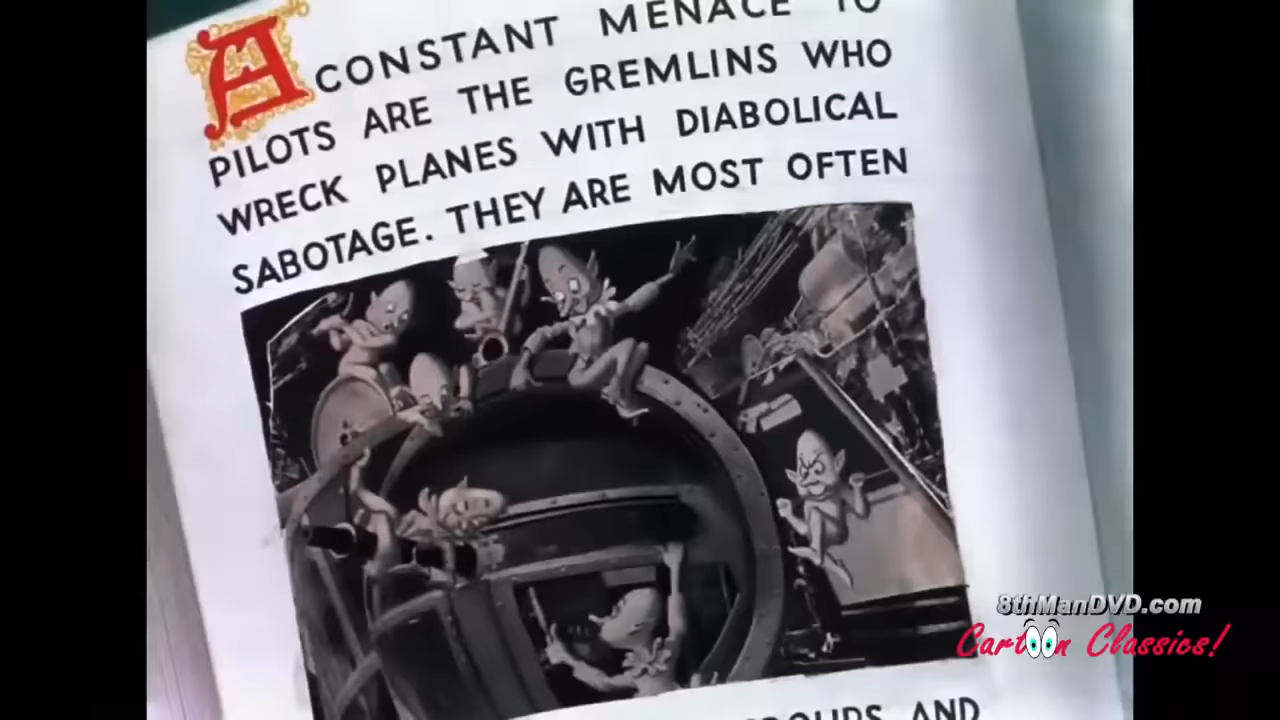 A CONSTANT MENACE TO
PILOTS ARE THE GREMLINS WHO
WRECK PLANES WITH DIABOLICAL
SABOTAGE. THEY ARE MOST OFTEN
AND
8thManDVD.com
Cartoon Classics!